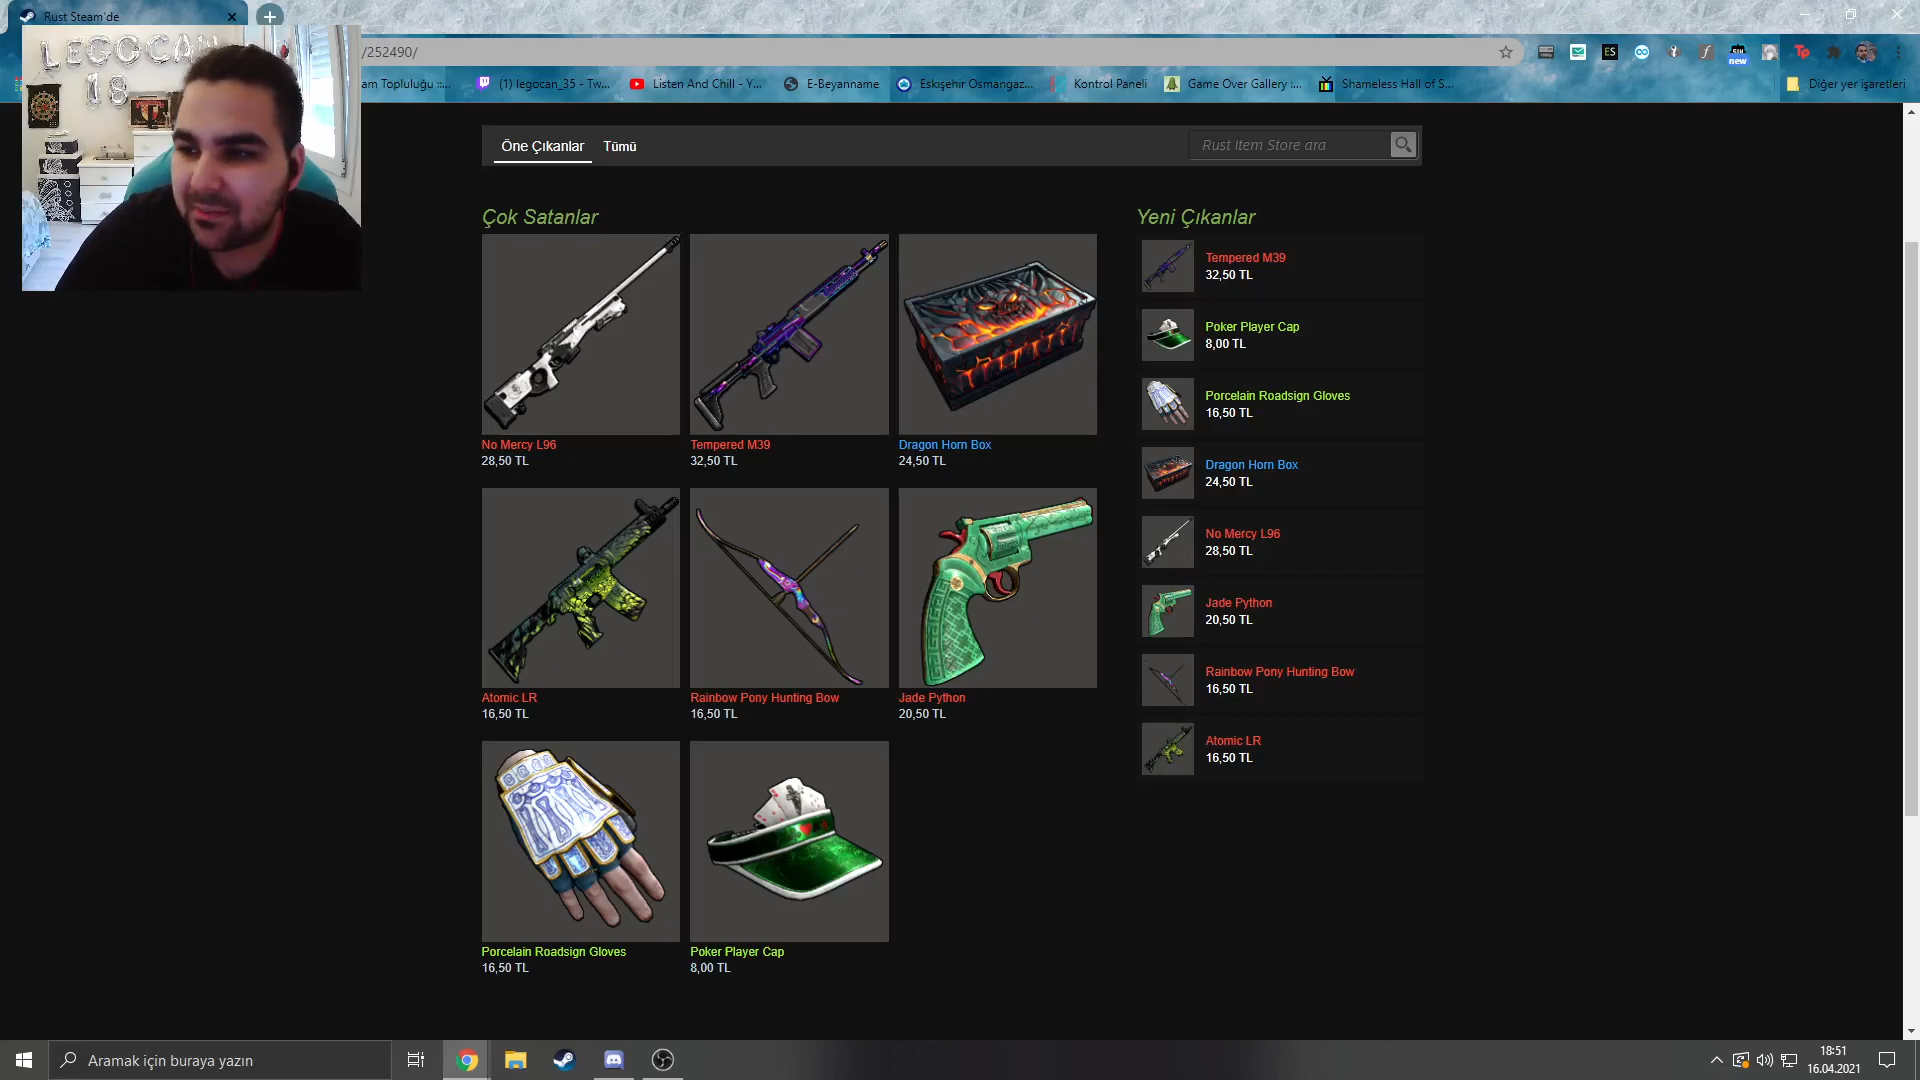 Rust Steam'de
LEGOCAN
18
/252490/
ES
new
am Topluluğu ::...
(1) legocan_35 - Tw...
Listen And Chill - Y...
E-Beyanname
Eskişehir Osmangaz...
Kontrol Paneli
Game Over Gallery :...
Shameless Hall of S...
Diğer yer işaretleri
Öne Çıkanlar
Tümü
Rust Item Store ara
Çok Satanlar
No Mercy L96
28,50 TL
Tempered M39
32,50 TL
Dragon Horn Box
24,50 TL
Atomic LR
16,50 TL
Rainbow Pony Hunting Bow
16,50 TL
Jade Python
20,50 TL
Porcelain Roadsign Gloves
16,50 TL
Poker Player Cap
8,00 TL
Yeni Çıkanlar
Tempered M39
32,50 TL
Poker Player Cap
8,00 TL
Porcelain Roadsign Gloves
16,50 TL
Dragon Horn Box
24,50 TL
No Mercy L96
28,50 TL
Jade Python
20,50 TL
Rainbow Pony Hunting Bow
16,50 TL
Atomic LR
16,50 TL
Aramak için buraya yazın
18:51
16.04.2021